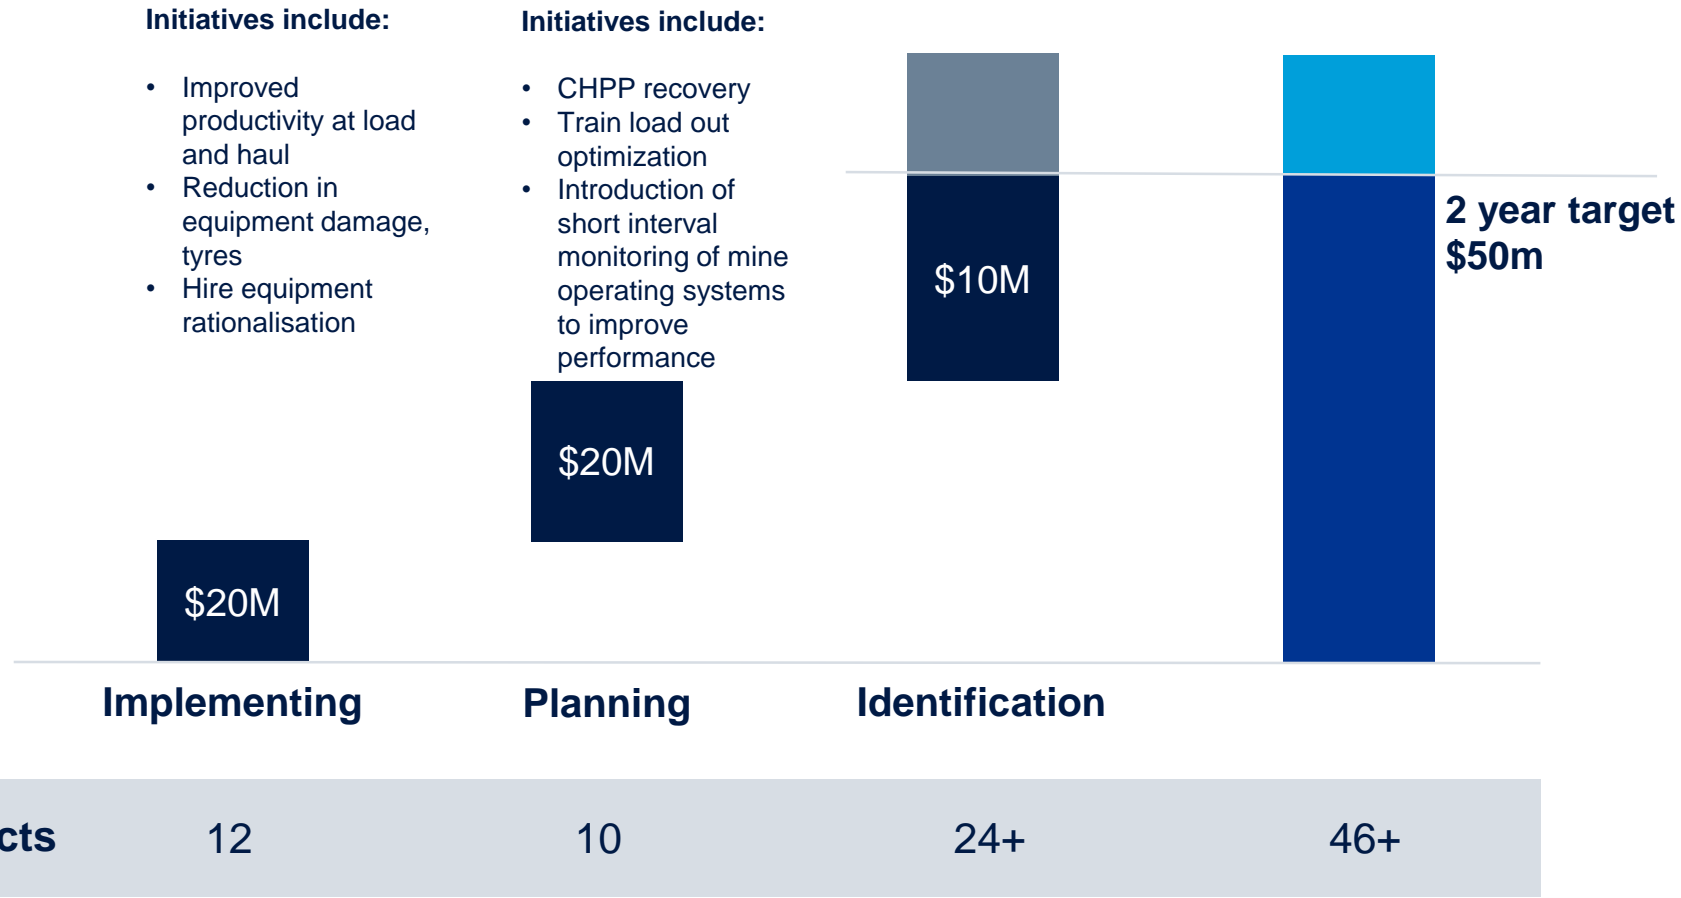 Initiatives include:
• Improved
productivity at load
and haul
• Reduction in
equipment damage,
tyres
• Hire equipment
rationalisation
Initiatives include:
• CHPP recovery
• Train load out
optimization
• Introduction of
short interval
monitoring of mine
operating systems
to improve
performance
2 year target
$50m
$10M
$20M
$20M
Implementing
Planning
Identification
cts 12 10 24+ 46+